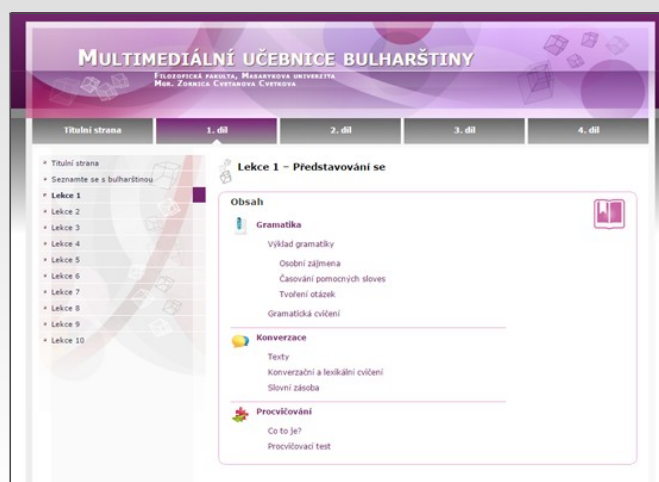 Multimediální učebnice bulharštiny
Filozofická fakulta, Masarykova univerzita
Mgr. Zornica Cvetanova Cvetkova
Titulní strana
1. díl
2. díl
3. díl
4. díl
Titulní strana
Seznamte se s bulharštinou
Lekce 1
Lekce 2
Lekce 3
Lekce 4
Lekce 5
Lekce 6
Lekce 7
Lekce 8
Lekce 9
Lekce 10
Lekce 1 – Představování se
Obsah
Gramatika
Výklad gramatiky
Osobní zájmena
Časování pomocných sloves
Tvoření otázek
Gramatická cvičení
Konverzace
Texty
Konverzační a lexikální cvičení
Slovní zásoba
Procvičování
Co to je?
Procvičovací test